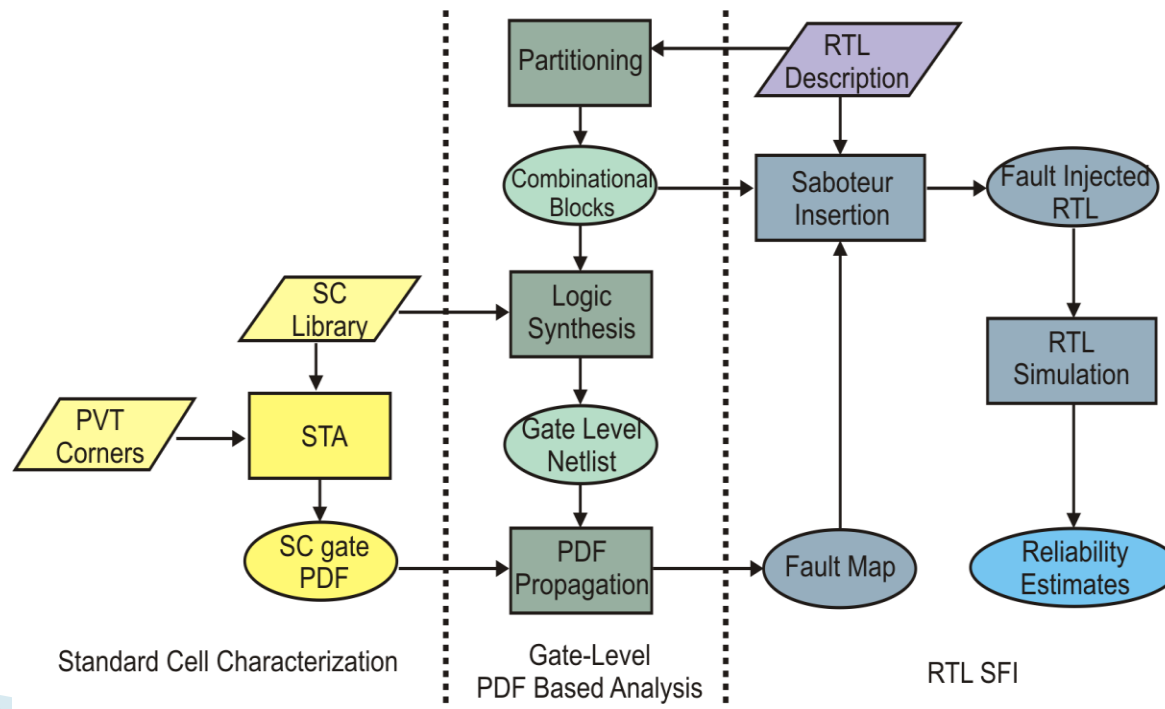 Partitioning
RTL
Description
Combinational
Blocks
Saboteur
Insertion
Fault Injected
RTL
SC
Library
Logic
Synthesis
RTL
Simulation
PVT
Corners
STA
Gate Level
Netlist
SC gate
PDF
PDF
Propagation
Fault Map
Reliability
Estimates
Standard Cell Characterization
Gate-Level
PDF Based Analysis
RTL SFI